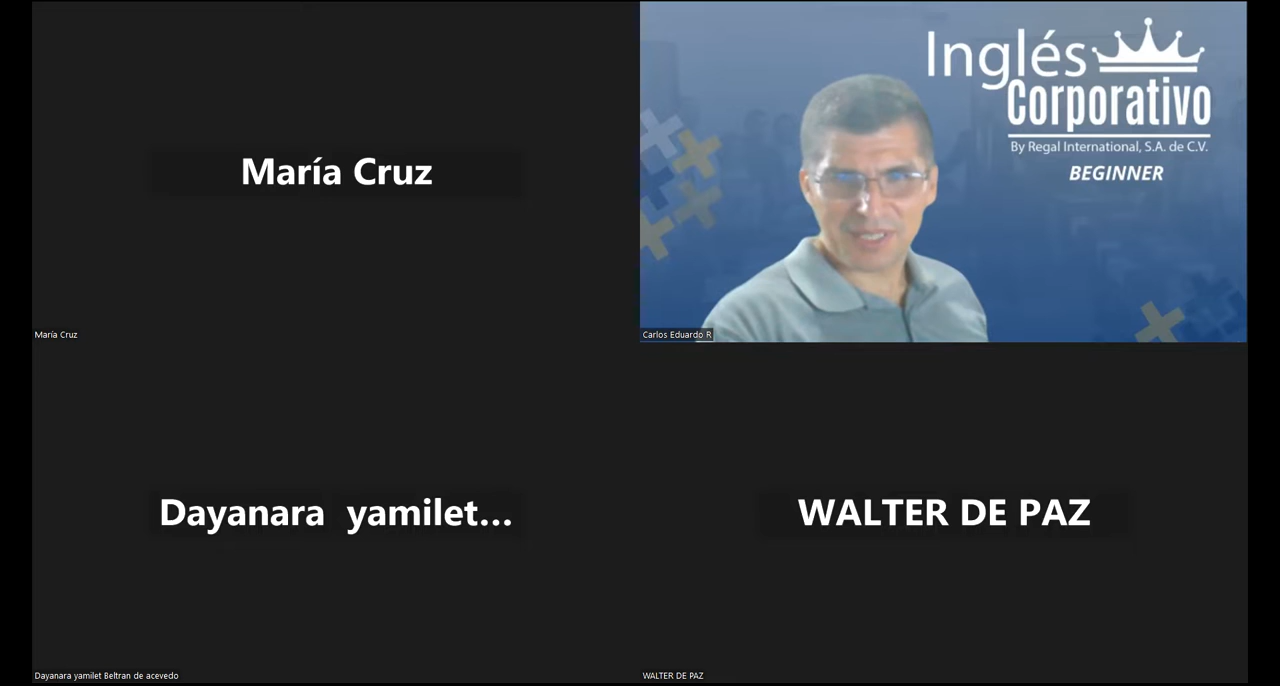 María Cruz
María Cruz
Inglés
Corporativo
By Regal International, S.A. de C.V.
BEGINNER
Carlos Eduardo R
Dayanara yamilet...
Dayanara yamilet Beltran de acevedo
WALTER DE PAZ
WALTER DE PAZ